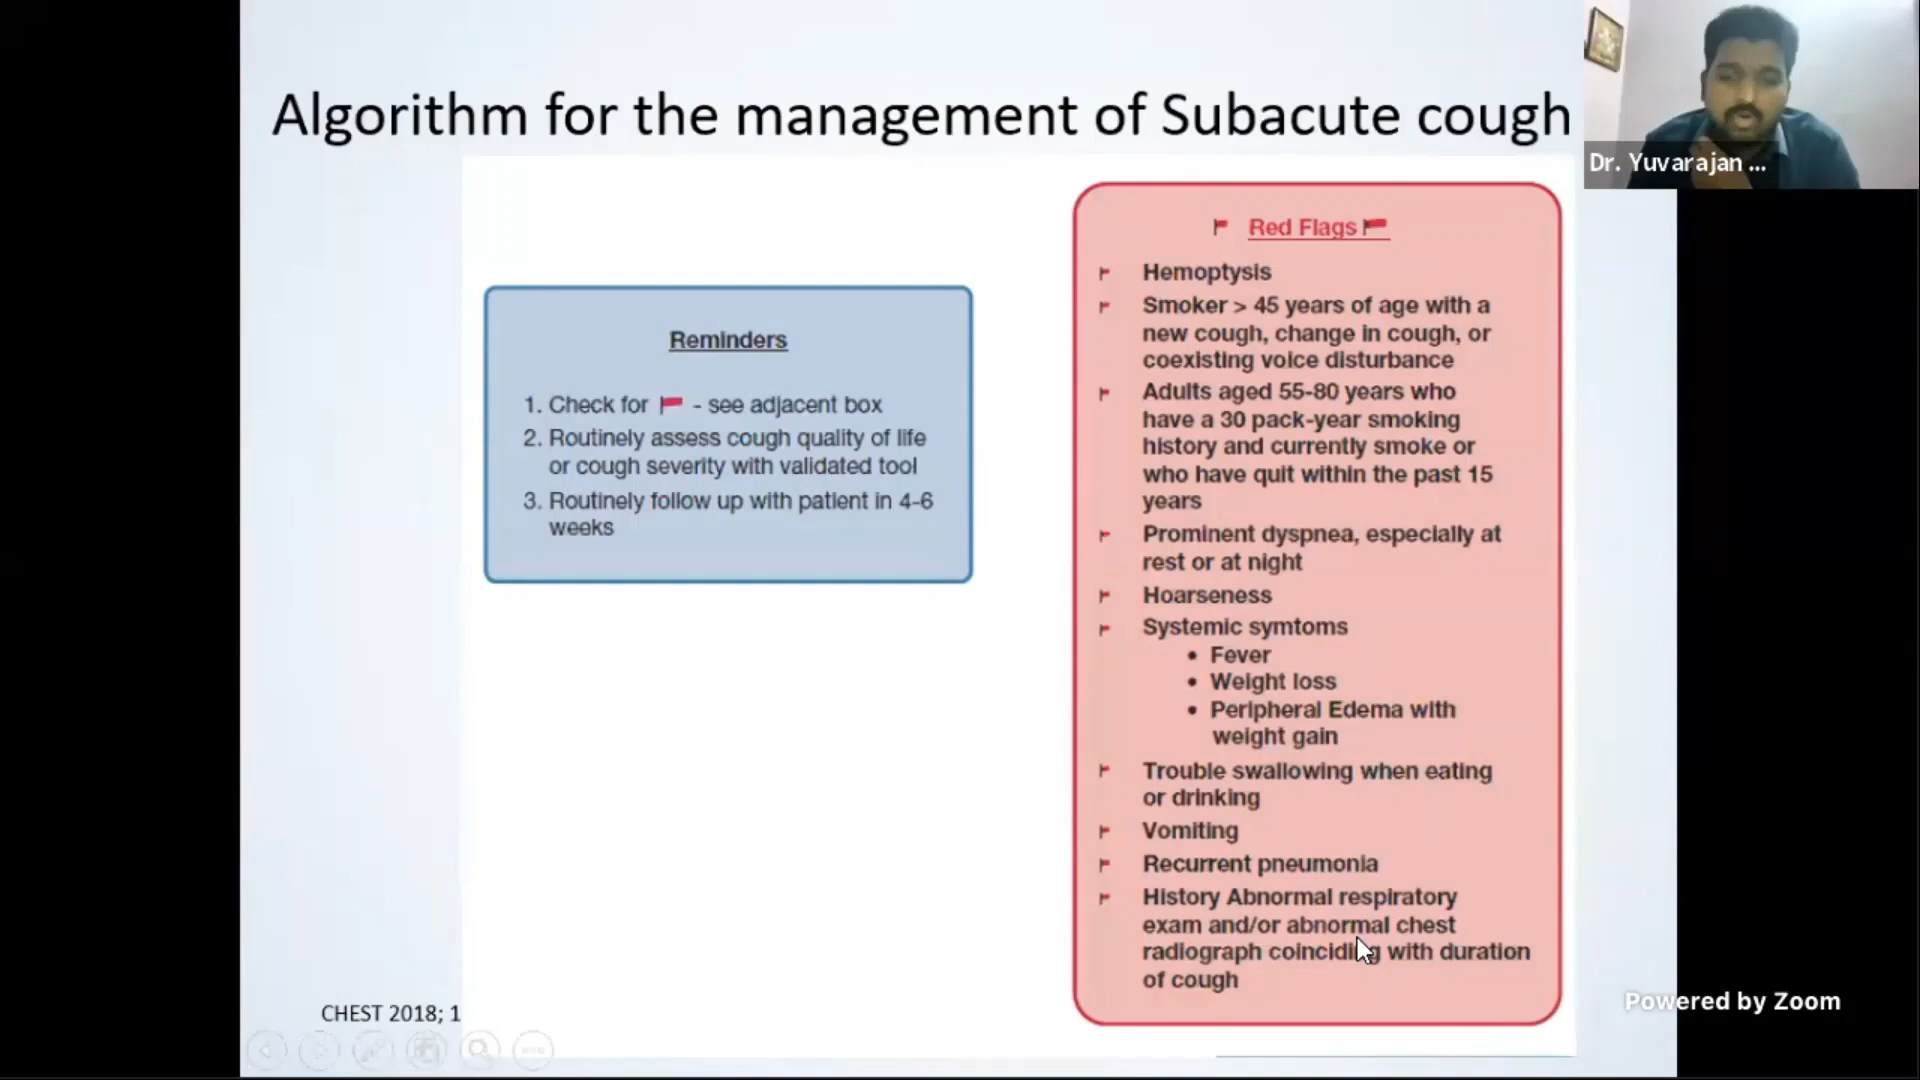 Algorithm for the management of Subacute cough
Dr. Yuvarajan ...
Reminders
1. Check for - see adjacent box
2. Routinely assess cough quality of life
or cough severity with validated tool
3. Routinely follow up with patient in 4-6
weeks
Red Flags
Hemoptysis
Smoker > 45 years of age with a
new cough, change in cough, or
coexisting voice disturbance
Adults aged 55-80 years who
have a 30 pack-year smoking
history and currently smoke or
who have quit within the past 15
years
Prominent dyspnea, especially at
rest or at night
Hoarseness
Systemic symtoms
• Fever
• Weight loss
• Peripheral Edema with
weight gain
Trouble swallowing when eating
or drinking
Vomiting
Recurrent pneumonia
History Abnormal respiratory
exam and/or abnormal chest
radiograph coinciding with duration
of cough
CHEST 2018; 1
Powered by Zoom